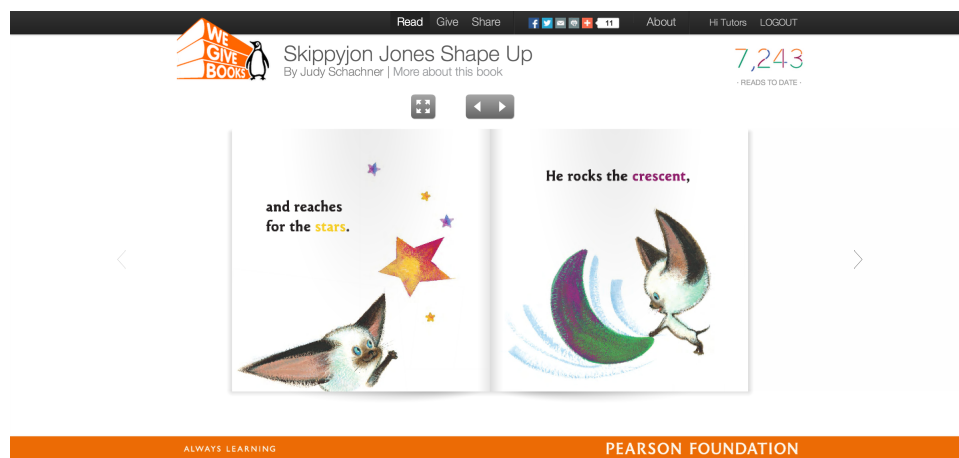 Read Give Share 11 About Hi Tutors LOGOUT
WE
GIVE
BOOKS
Skippyjon Jones Shape Up
By Judy Schachner | More about this book
7,243
- READS TO DATE -
and reaches
for the stars.
He rocks the crescent,
ALWAYS LEARNING
PEARSON FOUNDATION